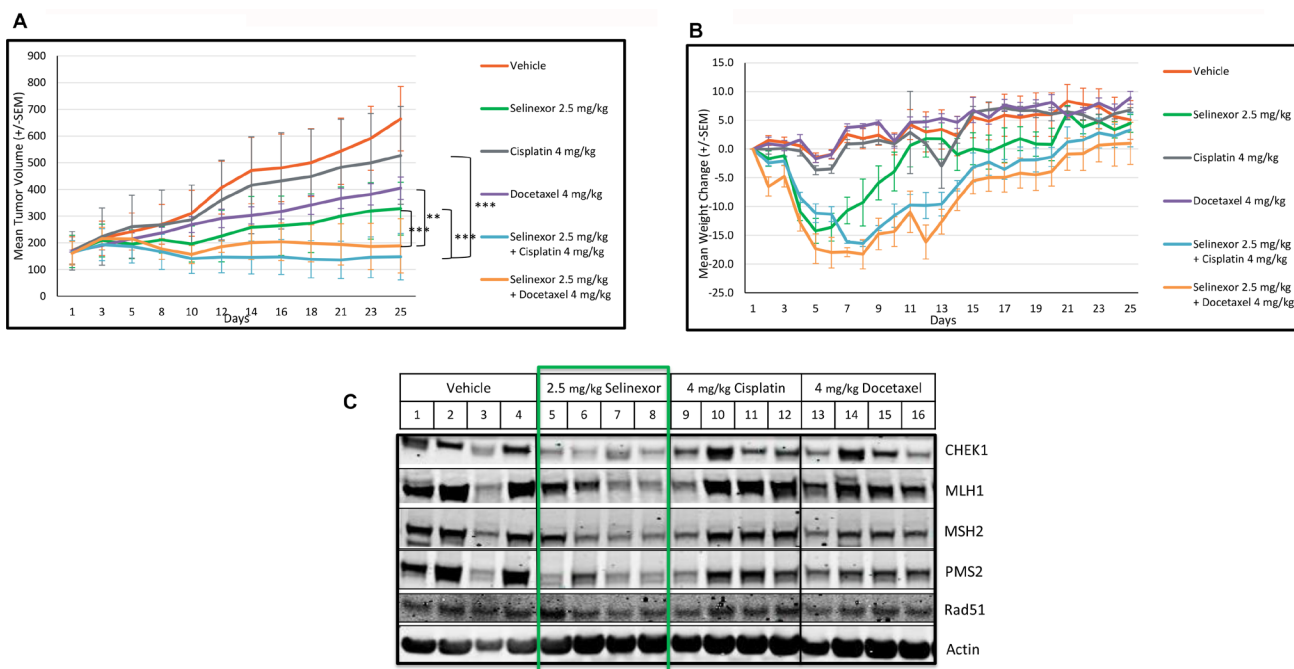 A
900
800
700
600
500
400
300
200
100
0
Mean Tumor Volume (+/-SEM)
1 3 5 8 10 12 14 16 18 21 23 25
Days
*** ** *** ***
Vehicle
Selinexor 2.5 mg/kg
Cisplatin 4 mg/kg
Docetaxel 4 mg/kg
Selinexor 2.5 mg/kg
+ Cisplatin 4 mg/kg
Selinexor 2.5 mg/kg
+ Docetaxel 4 mg/kg
B
15.0
10.0
5.0
0.0
-5.0
-10.0
-15.0
-20.0
-25.0
Mean Weight Change (+/-SEM)
1 3 5 7 9 11 13 15 17 19 21 23 25
Days
Vehicle
Selinexor 2.5 mg/kg
Cisplatin 4 mg/kg
Docetaxel 4 mg/kg
Selinexor 2.5 mg/kg
+ Cisplatin 4 mg/kg
Selinexor 2.5 mg/kg
+ Docetaxel 4 mg/kg
C
Vehicle 2.5 mg/kg Selinexor 4 mg/kg Cisplatin 4 mg/kg Docetaxel
1 2 3 4 5 6 7 8 9 10 11 12 13 14 15 16
CHEK1
MLH1
MSH2
PMS2
Rad51
Actin